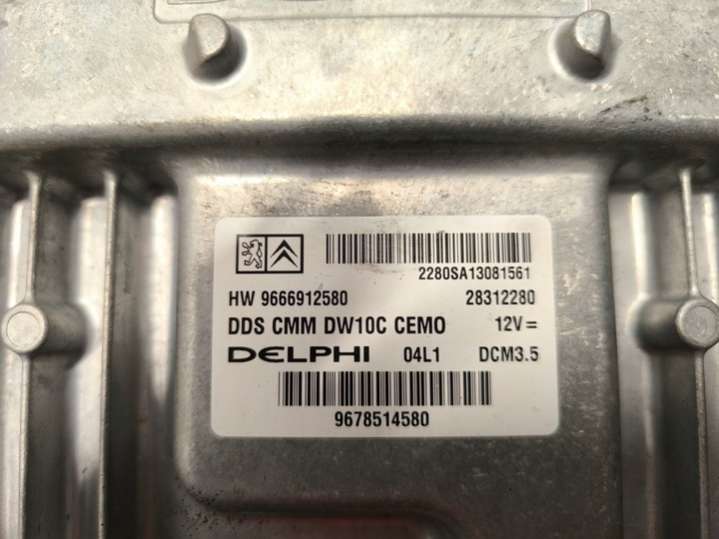 2280SA13081561
HW 9666912580 28312280
DDS CMM DW10C CEMO 12V=
DELPHI 04L1 DCM3.5
9678514580